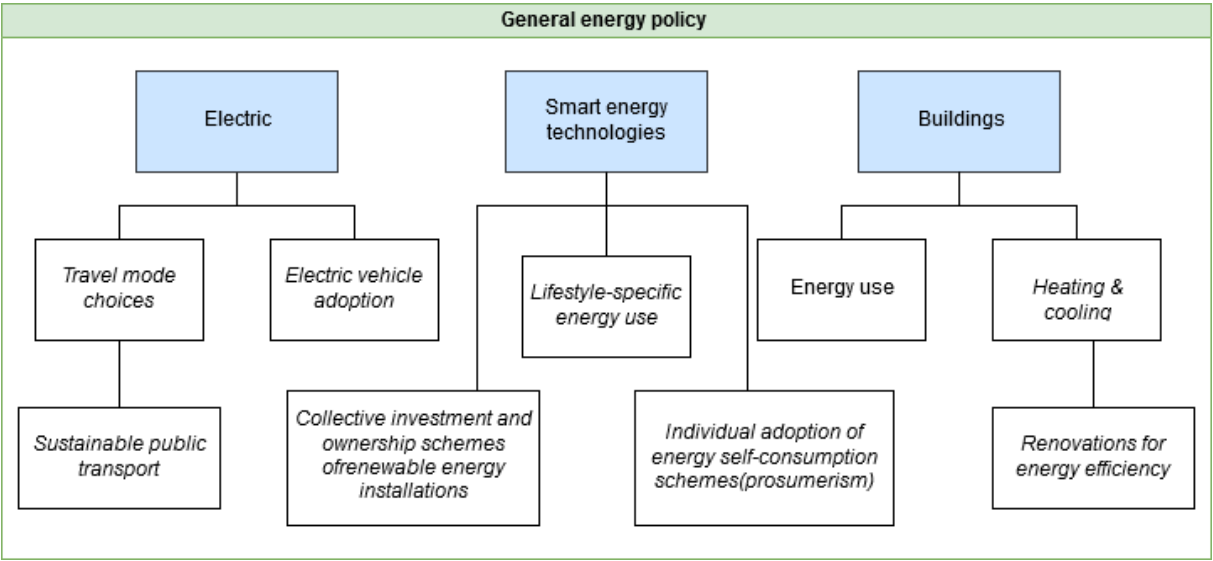 General energy policy
Electric
Smart energy
technologies
Buildings
Travel mode
choices
Electric vehicle
adoption
Lifestyle-specific
energy use
Energy use
Heating &
cooling
Sustainable public
transport
Collective investment and
ownership schemes
ofrenewable energy
installations
Individual adoption of
energy self-consumption
schemes(prosumerism)
Renovations for
energy efficiency